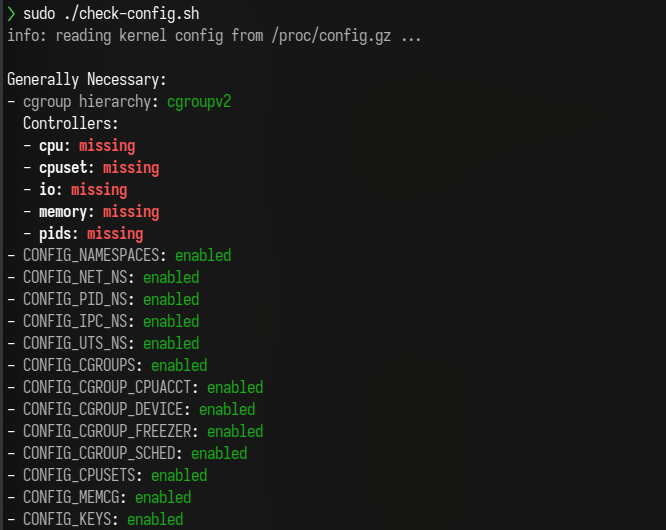 ❯ sudo ./check-config.sh
info: reading kernel config from /proc/config.gz ...
Generally Necessary:
- cgroup hierarchy: cgroupv2
Controllers:
- cpu: missing
- cpuset: missing
- io: missing
- memory: missing
- pids: missing
- CONFIG_NAMESPACES: enabled
- CONFIG_NET_NS: enabled
- CONFIG_PID_NS: enabled
- CONFIG_IPC_NS: enabled
- CONFIG_UTS_NS: enabled
- CONFIG_CGROUPS: enabled
- CONFIG_CGROUP_CPUACCT: enabled
- CONFIG_CGROUP_DEVICE: enabled
- CONFIG_CGROUP_FREEZER: enabled
- CONFIG_CGROUP_SCHED: enabled
- CONFIG_CPUSETS: enabled
- CONFIG_MEMCG: enabled
- CONFIG_KEYS: enabled